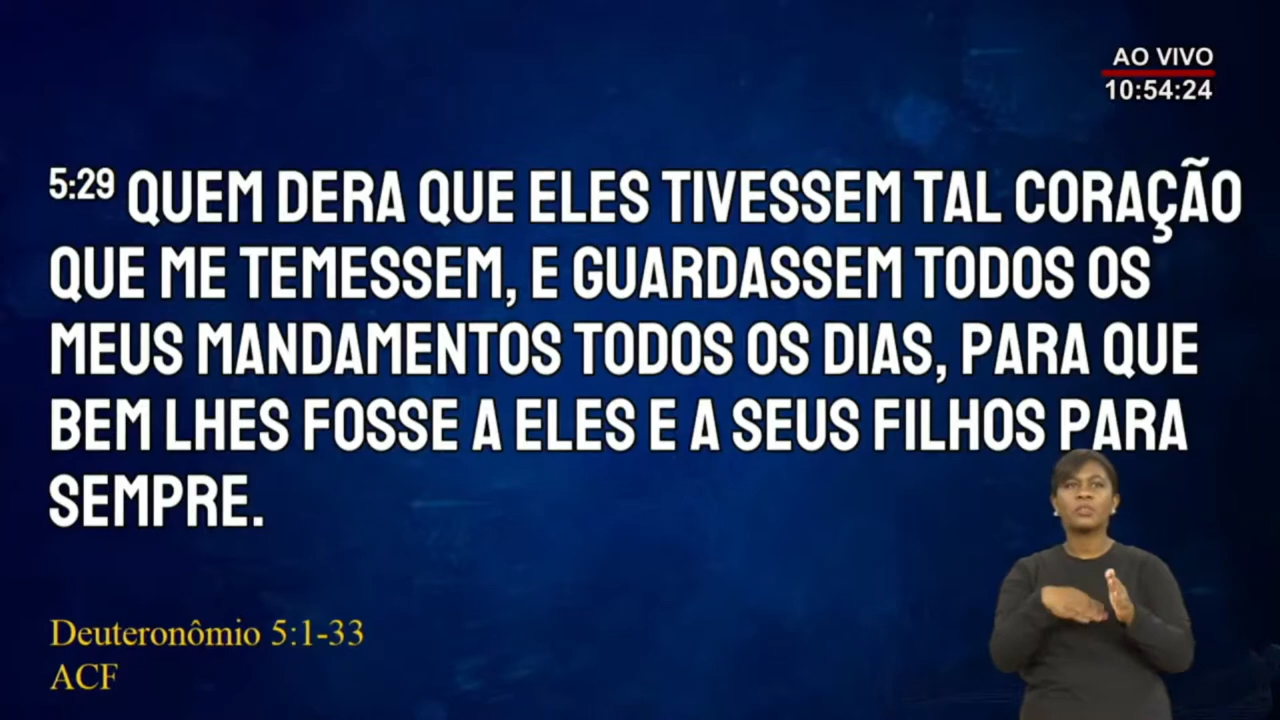 AO VIVO
10:54:24
5:29 QUEM DERA QUE ELES TIVESSEM TAL CORAÇÃO
QUE ME TEMESSEM, E GUARDASSEM TODOS OS
MEUS MANDAMENTOS TODOS OS DIAS, PARA QUE
BEM LHES FOSSE A ELES E A SEUS FILHOS PARA
SEMPRE.
Deuteronômio 5:1-33
ACF